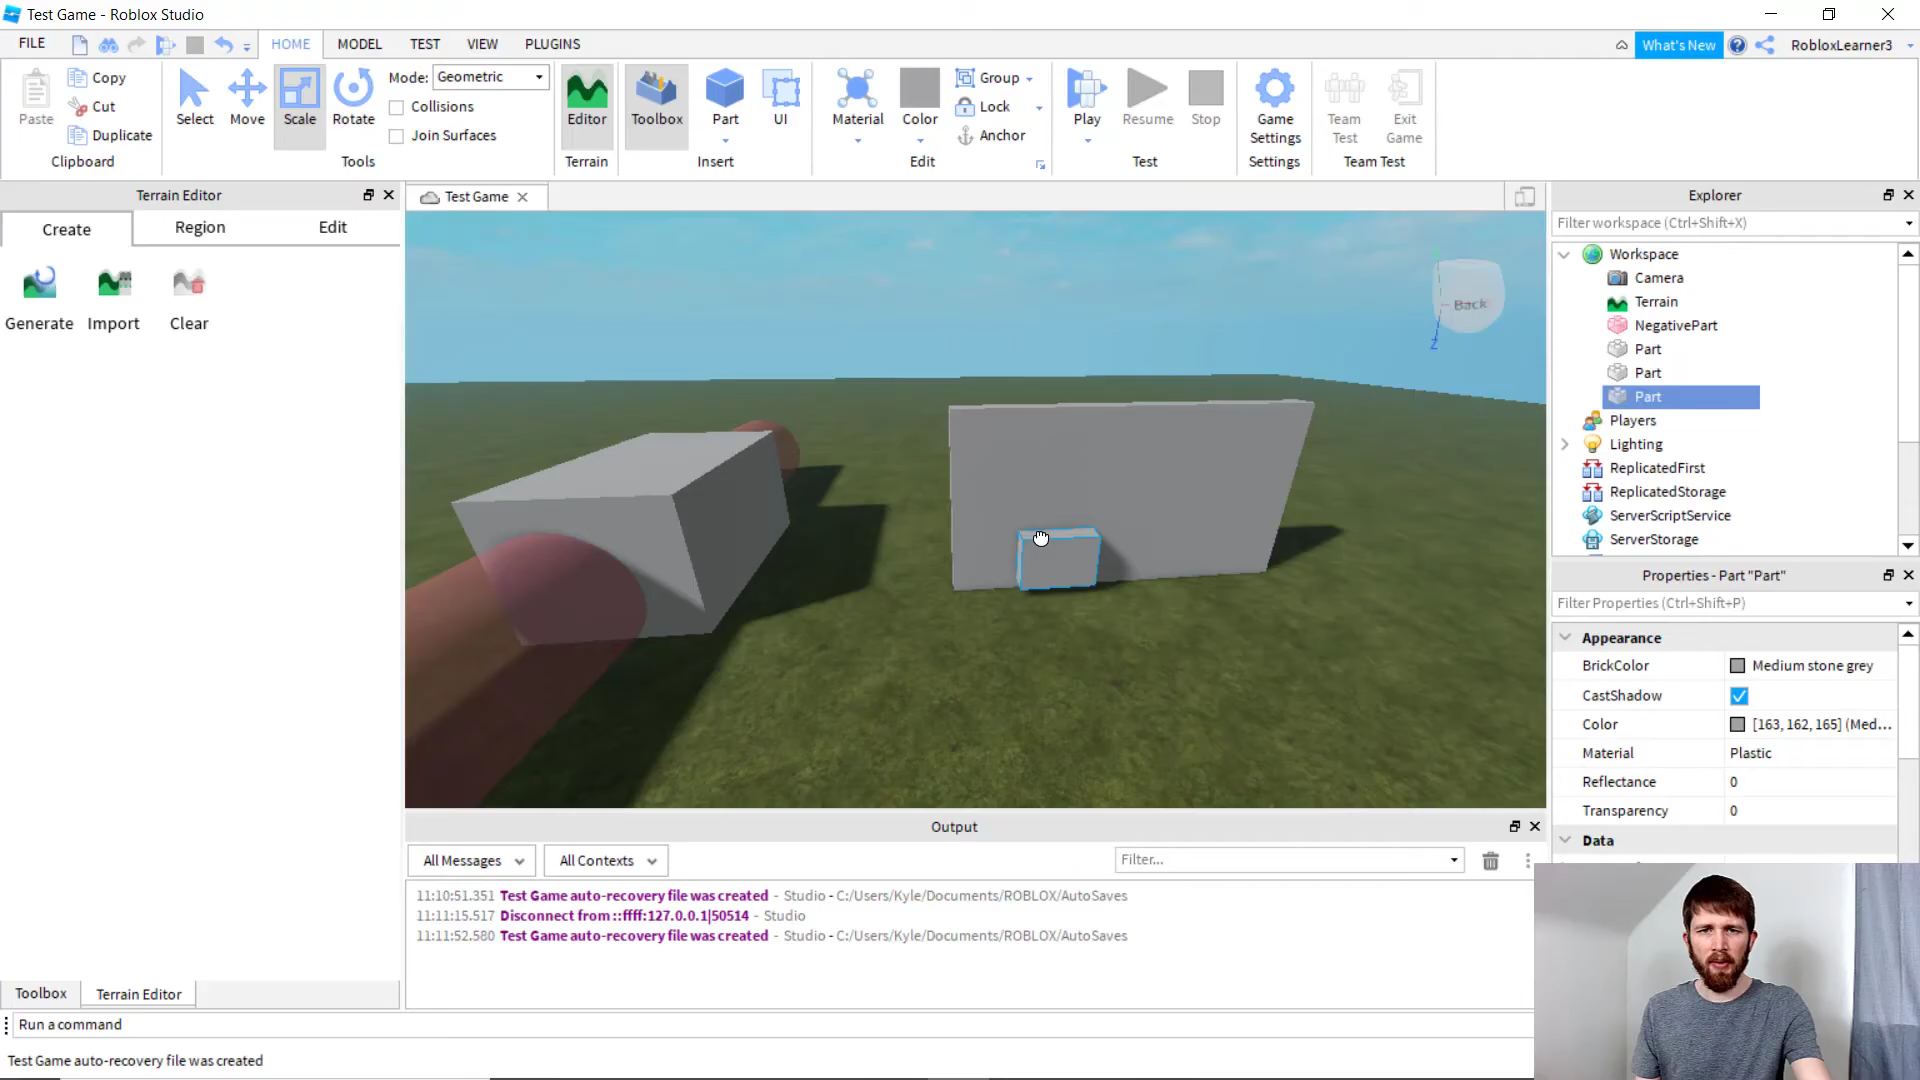 Test Game - Roblox Studio
FILE HOME MODEL TEST VIEW PLUGINS What's New RobloxLearner3
Paste Copy Cut Duplicate
Clipboard
Select Move Scale Rotate
Mode: Geometric
Collisions
Join Surfaces
Tools
Editor
Terrain
Toolbox Part UI
Insert
Material Color Group Lock Anchor
Edit
Play Resume Stop
Test
Game Settings
Settings
Team Test Exit Game
Team Test
Terrain Editor
Create Region Edit
Generate Import Clear
Test Game
Back
Z
Explorer
Filter workspace (Ctrl+Shift+X)
Workspace
Camera
Terrain
NegativePart
Part
Part
Part
Players
Lighting
ReplicatedFirst
ReplicatedStorage
ServerScriptService
ServerStorage
Properties - Part "Part"
Filter Properties (Ctrl+Shift+P)
Appearance
BrickColor Medium stone grey
CastShadow
Color [163, 162, 165] (Med...
Material Plastic
Reflectance 0
Transparency 0
Data
Output
All Messages All Contexts Filter...
11:10:51.351 Test Game auto-recovery file was created - Studio - C:/Users/Kyle/Documents/ROBLOX/AutoSaves
11:11:15.517 Disconnect from ::ffff:127.0.0.1|50514 - Studio
11:11:52.580 Test Game auto-recovery file was created - Studio - C:/Users/Kyle/Documents/ROBLOX/AutoSaves
Toolbox Terrain Editor
Run a command
Test Game auto-recovery file was created